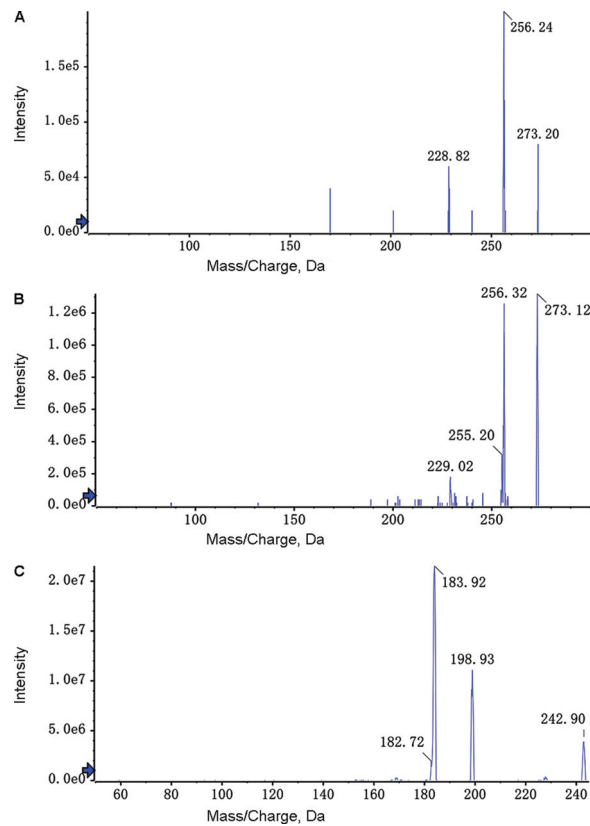 A
256.24
1.5e5
1.0e5
273.20
228.82
5.0e4
0.0e0
Intensity
100 150 200 250
Mass/Charge, Da
B
256.32
1.2e6
273.12
1.0e6
8.0e5
6.0e5
4.0e5
255.20
229.02
2.0e5
0.0e0
Intensity
100 150 200 250
Mass/Charge, Da
C
2.0e7
183.92
1.5e7
198.93
1.0e7
242.90
182.72
5.0e6
0.0e0
Intensity
60 80 100 120 140 160 180 200 220 240
Mass/Charge, Da